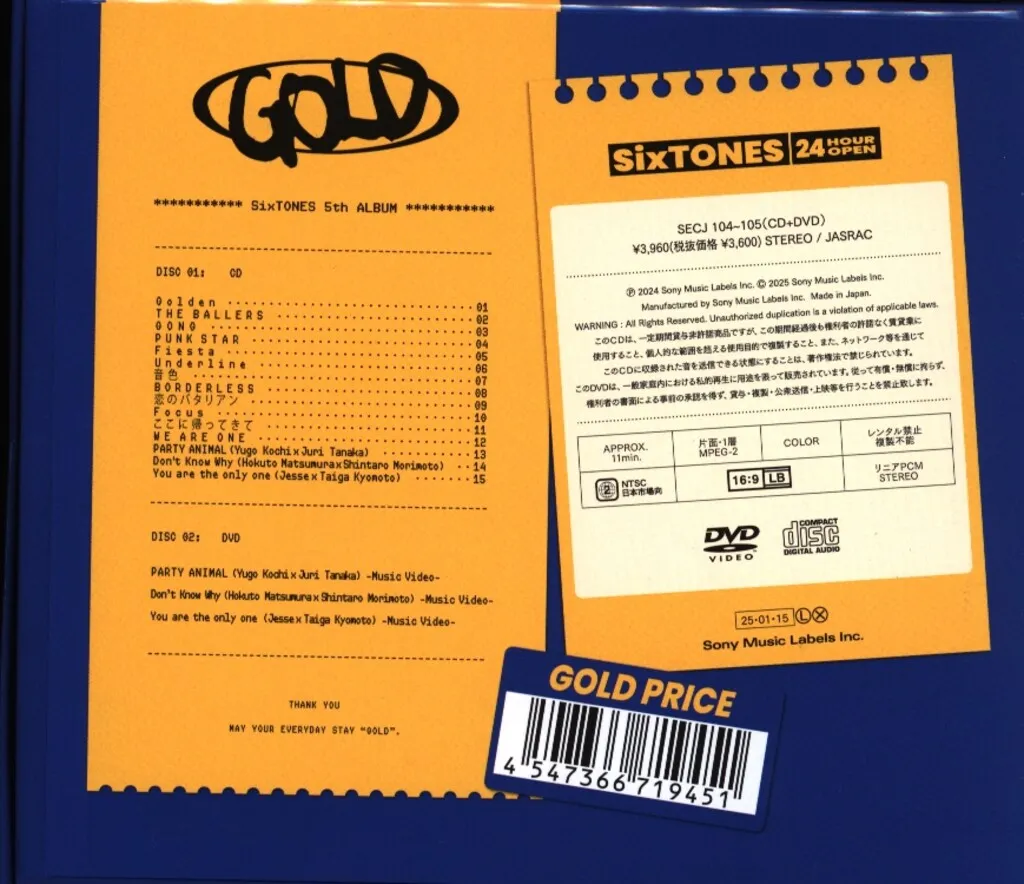 GOLD
*********** SixTONES 5th ALBUM ***********
DISC 01: CD
Golden 01
THE BALLERS 02
GONG 03
PUNK STAR 04
Fiesta 05
Underline 06
音色 07
BORDERLESS 08
恋のバタリアン 09
Focus 10
ここに帰ってきて 11
WE ARE ONE 12
PARTY ANIMAL (Yugo Kochi x Juri Tanaka) 13
Don't Know Why (Hokuto Matsumura x Shintaro Morimoto) 14
You are the only one (Jesse x Taiga Kyomoto) 15
DISC 02: DVD
PARTY ANIMAL (Yugo Kochi x Juri Tanaka) -Music Video-
Don't Know Why (Hokuto Matsumura x Shintaro Morimoto) -Music Video-
You are the only one (Jesse x Taiga Kyomoto) -Music Video-
THANK YOU
MAY YOUR EVERYDAY STAY "GOLD".
SixTONES 24 HOUR OPEN
SECJ 104~105(CD+DVD)
¥3,960(税抜価格 ¥3,600) STEREO / JASRAC
Ⓟ 2024 Sony Music Labels Inc. © 2025 Sony Music Labels Inc.
Manufactured by Sony Music Labels Inc. Made in Japan.
WARNING : All Rights Reserved. Unauthorized duplication is a violation of applicable laws.
このCDは、一定期間貸与非許諾商品ですが、この期間経過後も権利者の許諾なく賃貸業に
使用すること、個人的な範囲を超える使用目的で複製すること、また、ネットワーク等を通じて
このCDに収録された音を送信できる状態にすることは、著作権法で禁じられています。
このDVDは、一般家庭内における私的再生に用途を限って販売されています。従って有償・無償に拘らず、
権利者の書面による事前の承認を得ず、貸与・複製・公衆送信・上映等を行うことを禁止致します。
APPROX. 11min.
片面・1層 MPEG-2
COLOR
レンタル禁止 複製不能
2 NTSC 日本市場向
16:9 LB
リニアPCM STEREO
DVD VIDEO
COMPACT disc DIGITAL AUDIO
25・01・15 Ⓛ Ⓧ
Sony Music Labels Inc.
GOLD PRICE
4 547366 719451